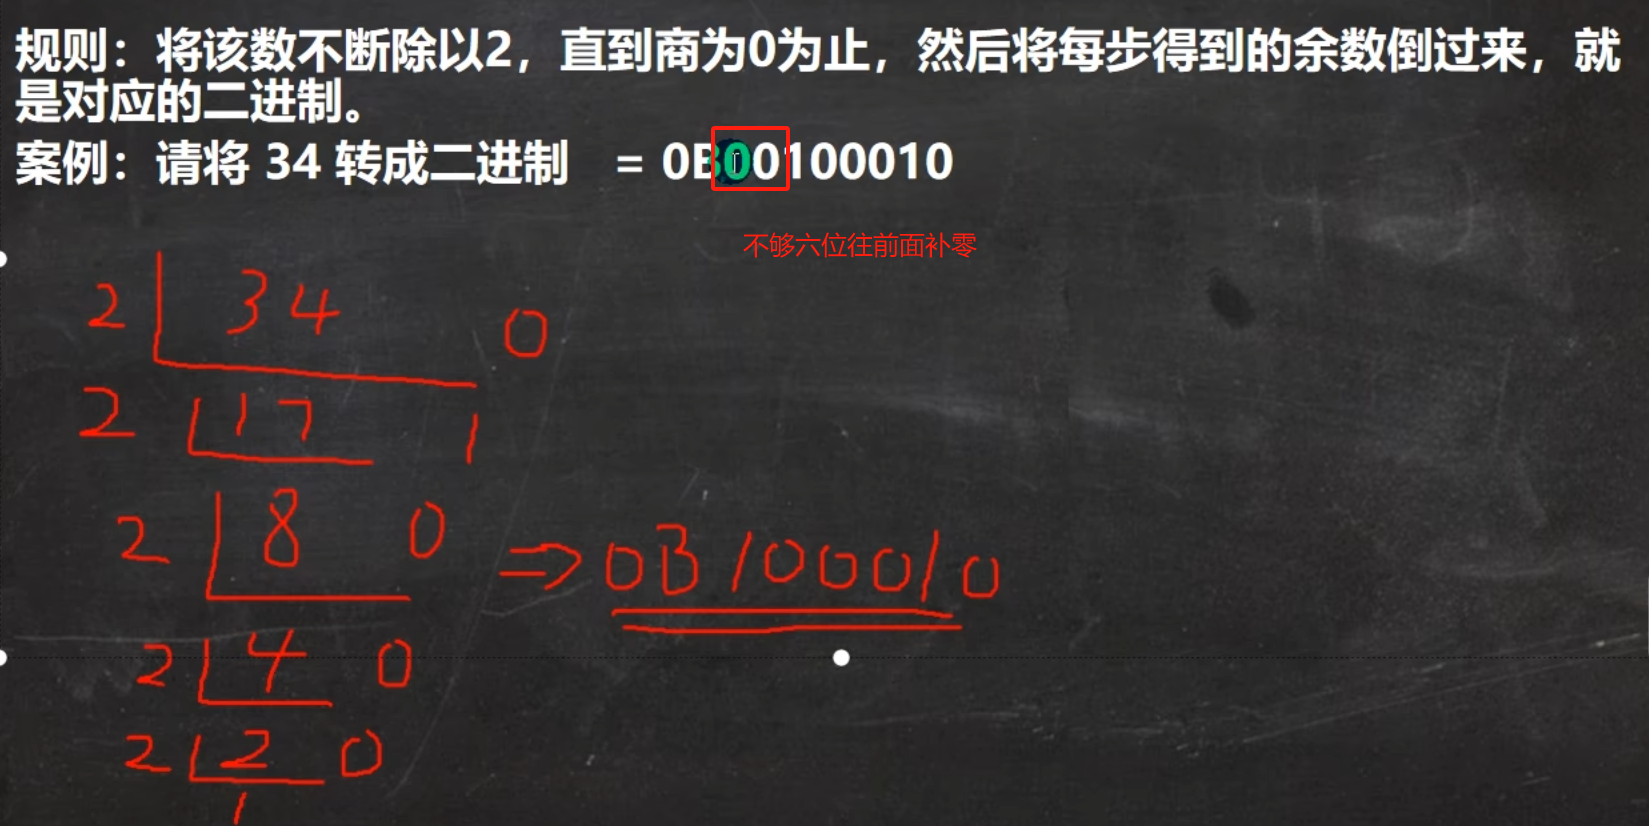 规则：将该数不断除以2，直到商为0为止，然后将每步得到的余数倒过来，就
是对应的二进制。
案例：请将 34 转成二进制 = 0B00100010
不够六位往前面补零
2 34 0
2 17 1
2 8 0
⇒ 0B100010
2 4 0
2 2 0
1